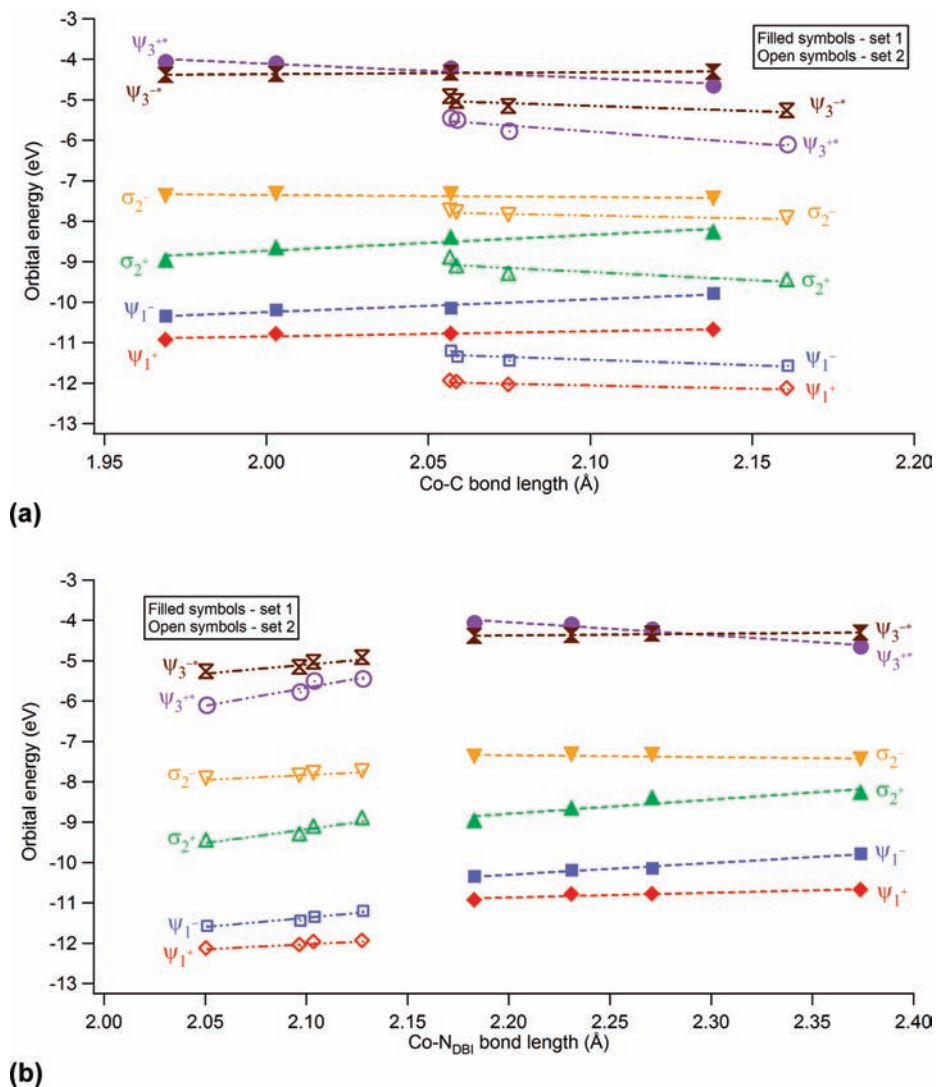 -3
ψ₃⁺*
Filled symbols - set 1
Open symbols - set 2
-4
ψ₃⁻*
-5
ψ₃⁻*
-6
ψ₃⁺*
-7
σ₂⁻
σ₂⁻
-8
σ₂⁺
-9
σ₂⁺
-10
ψ₁⁻
-11
ψ₁⁺
ψ₁⁻
-12
ψ₁⁺
-13
Orbital energy (eV)
1.95 2.00 2.05 2.10 2.15 2.20
Co-C bond length (Å)
(a)
-3
Filled symbols - set 1
Open symbols - set 2
-4
ψ₃⁻*
ψ₃⁺*
-5
ψ₃⁻*
-6
ψ₃⁺*
-7
σ₂⁻
-8
σ₂⁻
σ₂⁺
-9
σ₂⁺
-10
ψ₁⁻
ψ₁⁺
-11
ψ₁⁻
-12
ψ₁⁺
-13
Orbital energy (eV)
2.00 2.05 2.10 2.15 2.20 2.25 2.30 2.35 2.40
Co-N_DBI bond length (Å)
(b)